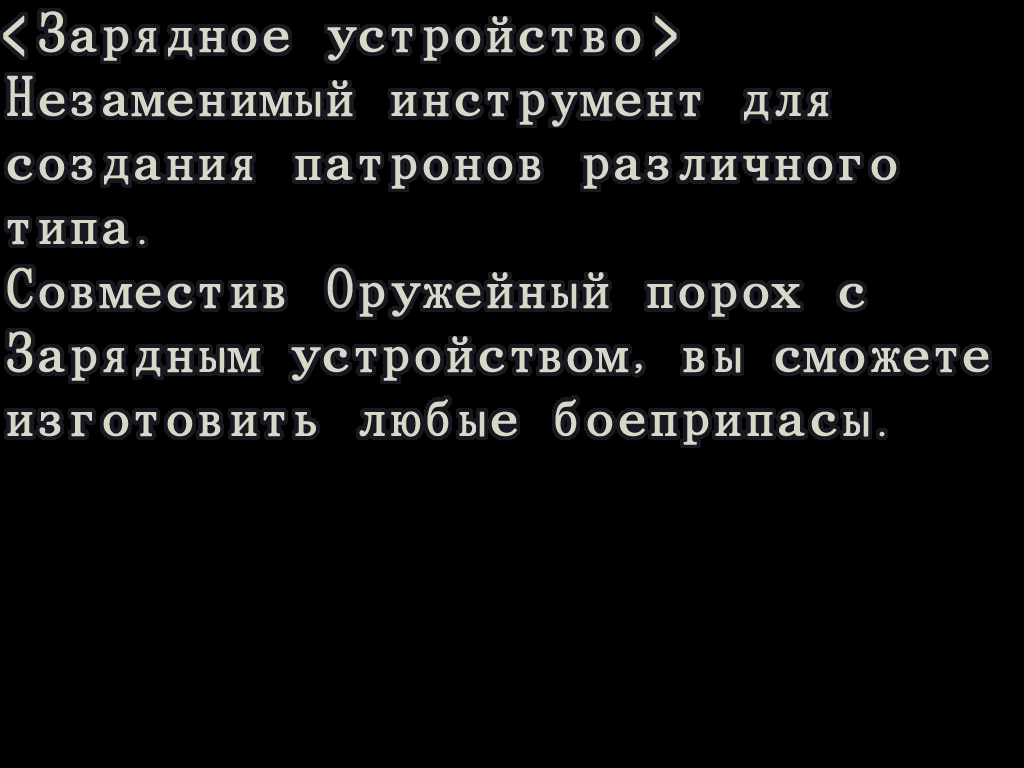 <Зарядное устройство>
Незаменимый инструмент для
создания патронов различного
типа.
Совместив Оружейный порох с
Зарядным устройством, вы сможете
изготовить любые боеприпасы.